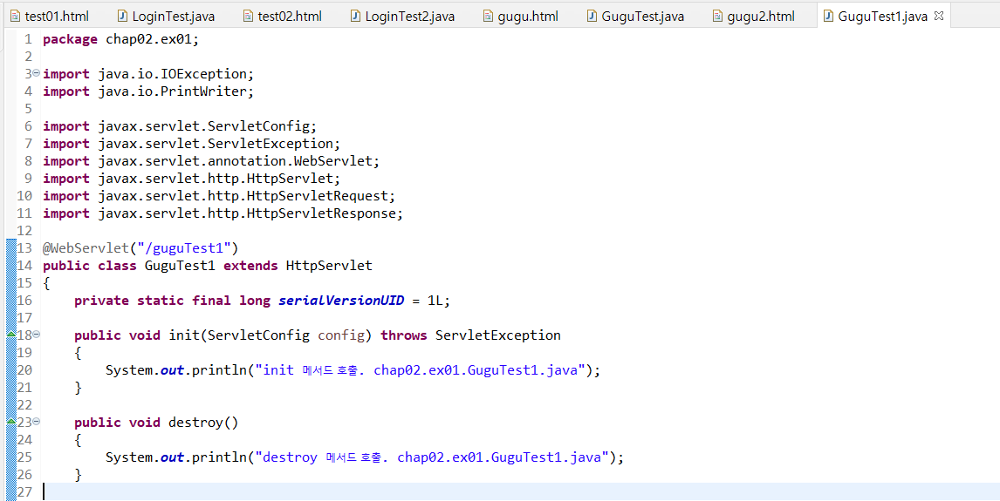 test01.html LoginTest.java test02.html LoginTest2.java gugu.html GuguTest.java gugu2.html GuguTest1.java
1 package chap02.ex01;
2
3 import java.io.IOException;
4 import java.io.PrintWriter;
5
6 import javax.servlet.ServletConfig;
7 import javax.servlet.ServletException;
8 import javax.servlet.annotation.WebServlet;
9 import javax.servlet.http.HttpServlet;
10 import javax.servlet.http.HttpServletRequest;
11 import javax.servlet.http.HttpServletResponse;
12
13 @WebServlet("/guguTest1")
14 public class GuguTest1 extends HttpServlet
15 {
16     private static final long serialVersionUID = 1L;
17
18     public void init(ServletConfig config) throws ServletException
19     {
20         System.out.println("init 메서드 호출. chap02.ex01.GuguTest1.java");
21     }
22
23     public void destroy()
24     {
25         System.out.println("destroy 메서드 호출. chap02.ex01.GuguTest1.java");
26     }
27